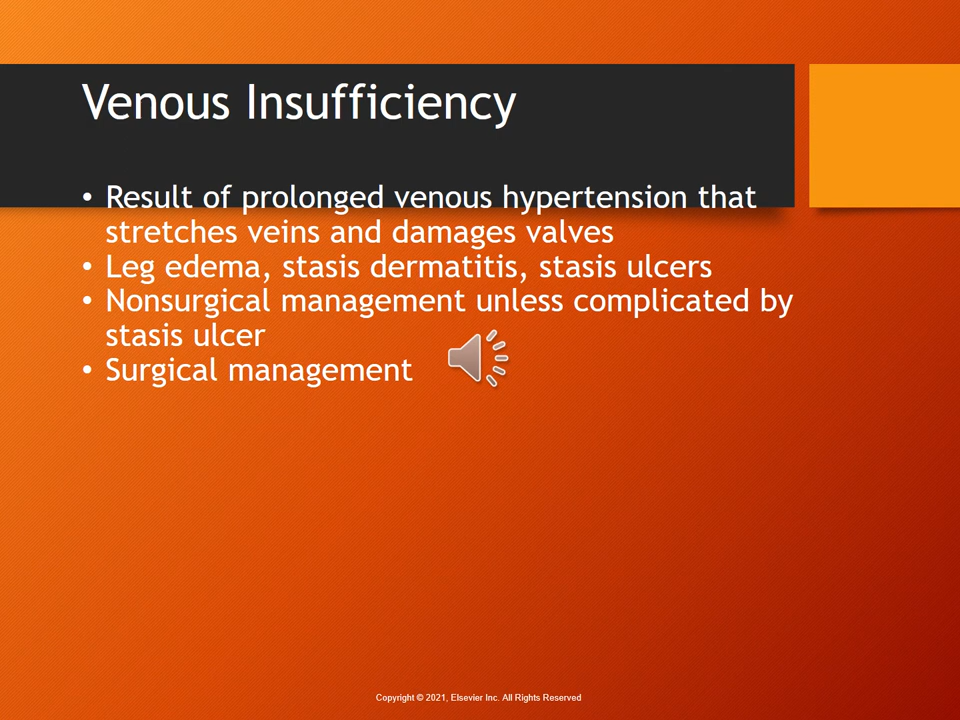 Venous Insufficiency
• Result of prolonged venous hypertension that
stretches veins and damages valves
• Leg edema, stasis dermatitis, stasis ulcers
• Nonsurgical management unless complicated by
stasis ulcer
• Surgical management
Copyright © 2021, Elsevier Inc. All Rights Reserved